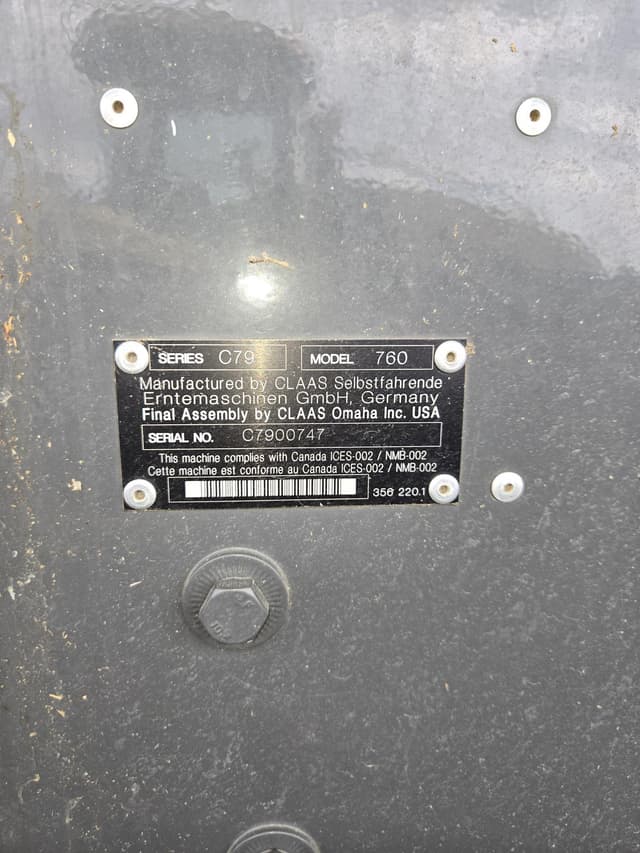 SERIES C79 MODEL 760
Manufactured by CLAAS Selbstfahrende
Erntemaschinen GmbH, Germany
Final Assembly by CLAAS Omaha Inc. USA
SERIAL NO. C7900747
This machine complies with Canada ICES-002 / NMB-002
Cette machine est conforme au Canada ICES-002 / NMB-002
356 220.1